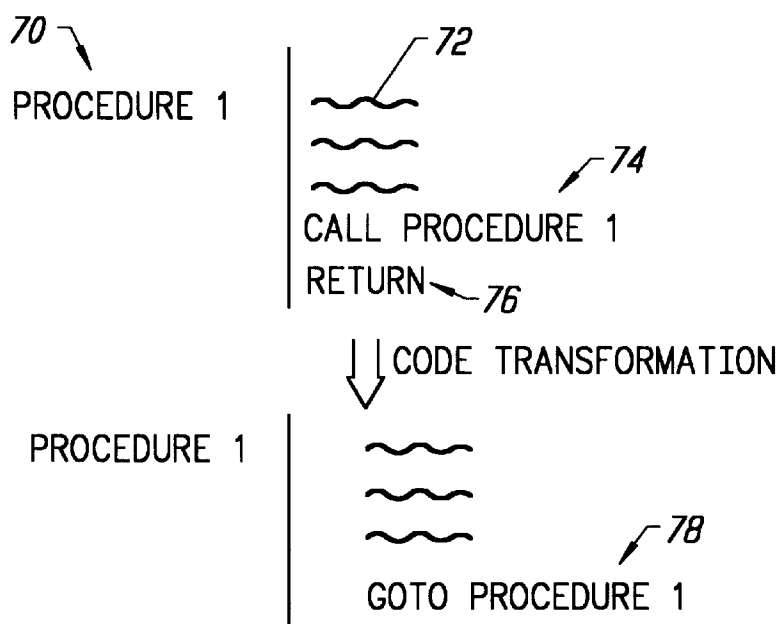 70
72
PROCEDURE 1
74
CALL PROCEDURE 1
RETURN
76
CODE TRANSFORMATION
PROCEDURE 1
78
GOTO PROCEDURE 1